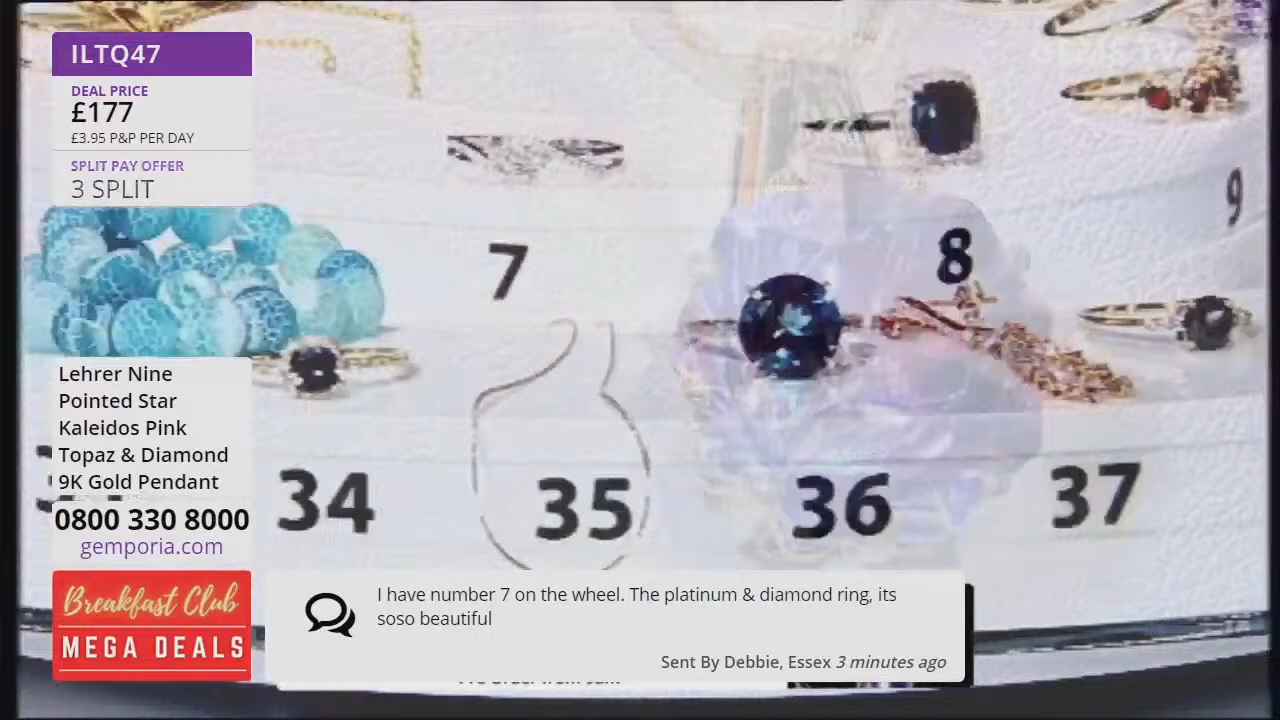 ILTQ47
DEAL PRICE
£177
£3.95 P&P PER DAY
SPLIT PAY OFFER
3 SPLIT
GEMS TV
9
7
8
Lehrer Nine
Pointed Star
Kaleidos Pink
Topaz & Diamond
9K Gold Pendant
34
35
36
37
0800 330 8000
gemporia.com
Breakfast Club
MEGA DEALS
I have number 7 on the wheel. The platinum & diamond ring, its
soso beautiful
Sent By Debbie, Essex 3 minutes ago